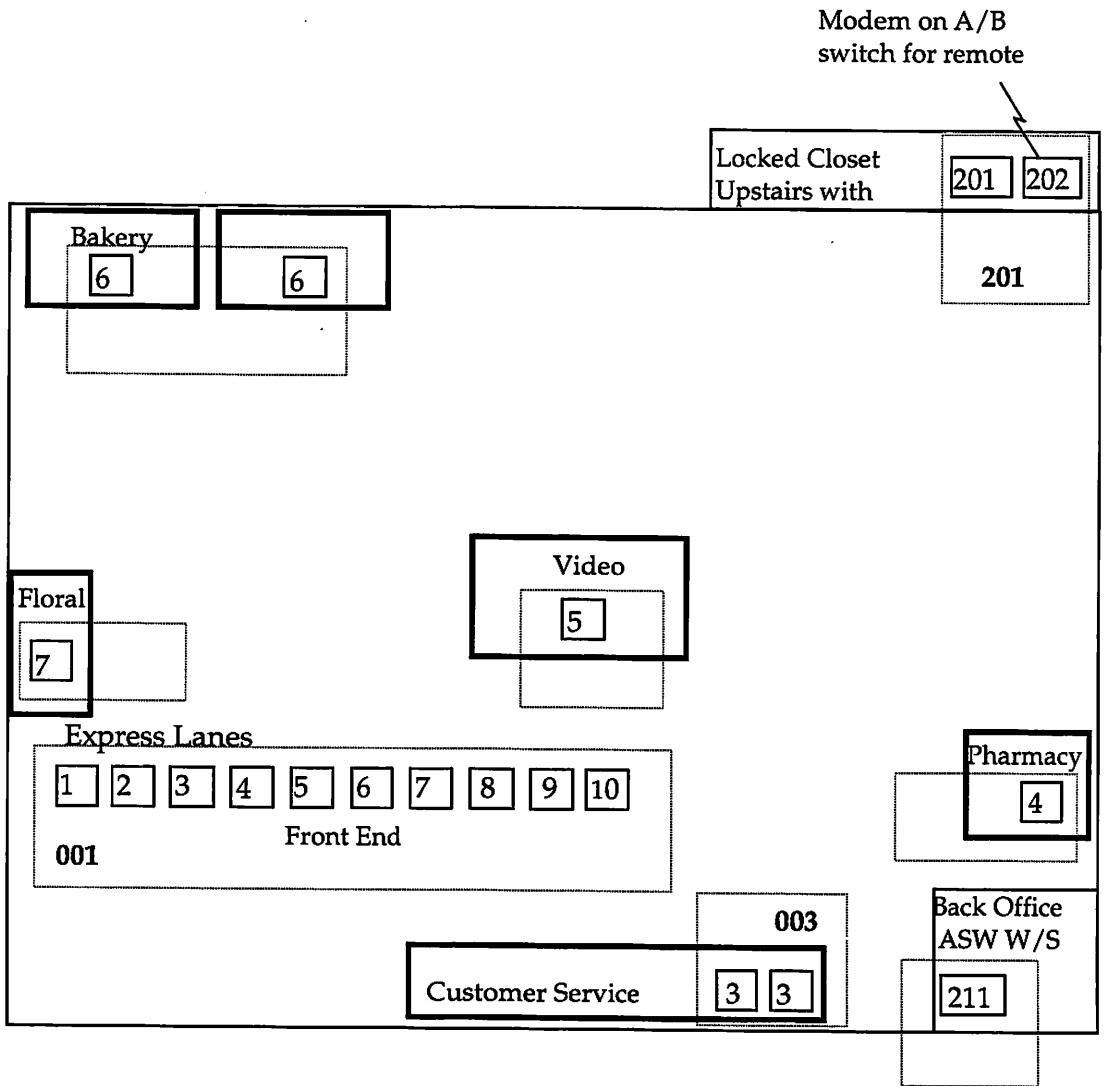 Modem on A/B
switch for remote
Locked Closet
Upstairs with
201 202
201
Bakery
6 6
Video
5
Floral
7
Express Lanes
1 2 3 4 5 6 7 8 9 10
Front End
001
Pharmacy
4
003
Customer Service
3 3
Back Office
ASW W/S
211